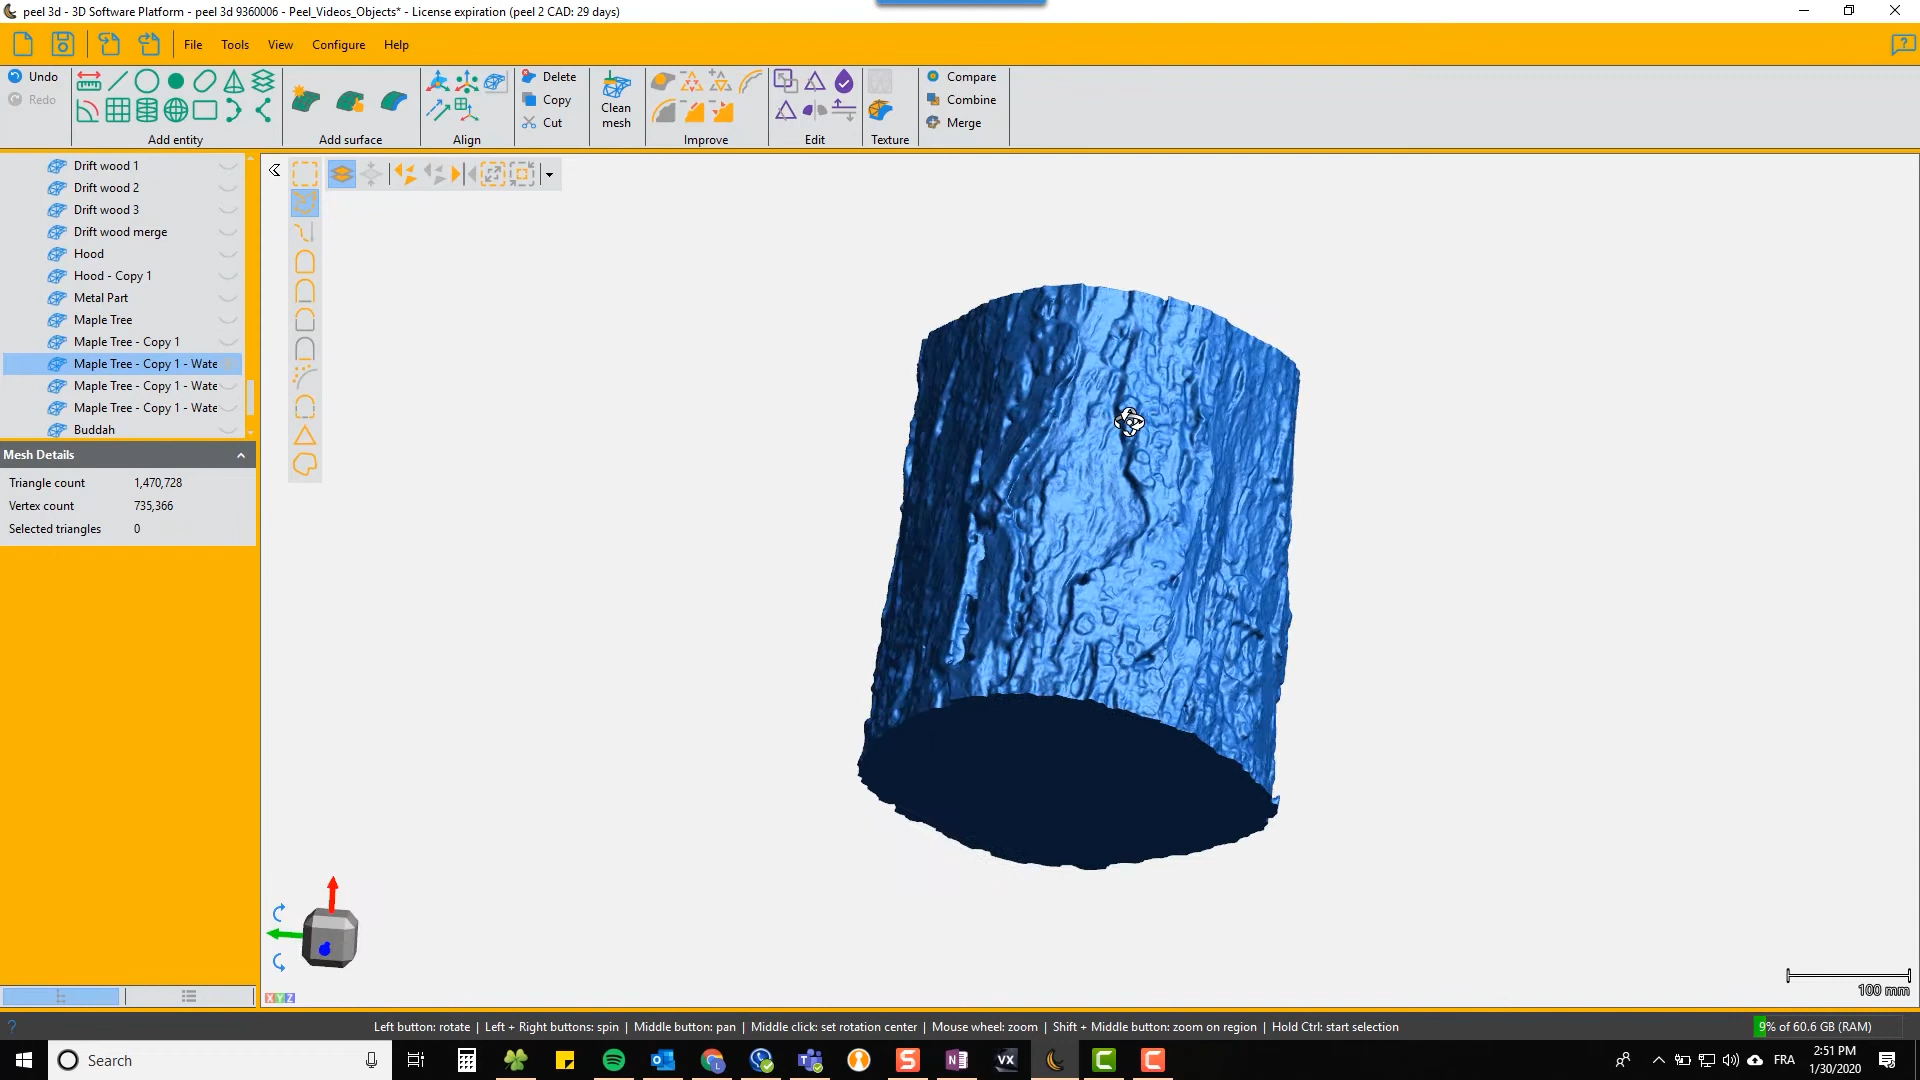 peel 3d - 3D Software Platform - peel 3d 9360006 - Peel_Videos_Objects* - License expiration (peel 2 CAD: 29 days)
File Tools View Configure Help
Undo
Redo
Add entity
Add surface
Align
Delete
Copy
Cut
Clean
mesh
Improve
Edit
Texture
Compare
Combine
Merge
Drift wood 1
Drift wood 2
Drift wood 3
Drift wood merge
Hood
Hood - Copy 1
Metal Part
Maple Tree
Maple Tree - Copy 1
Maple Tree - Copy 1 - Wate
Maple Tree - Copy 1 - Wate
Maple Tree - Copy 1 - Wate
Buddah
Mesh Details
Triangle count 1,470,728
Vertex count 735,366
Selected triangles 0
XYZ
100 mm
? Left button: rotate | Left + Right buttons: spin | Middle button: pan | Middle click: set rotation center | Mouse wheel: zoom | Shift + Middle button: zoom on region | Hold Ctrl: start selection
9% of 60.6 GB (RAM)
Search
VX
FRA
2:51 PM
1/30/2020